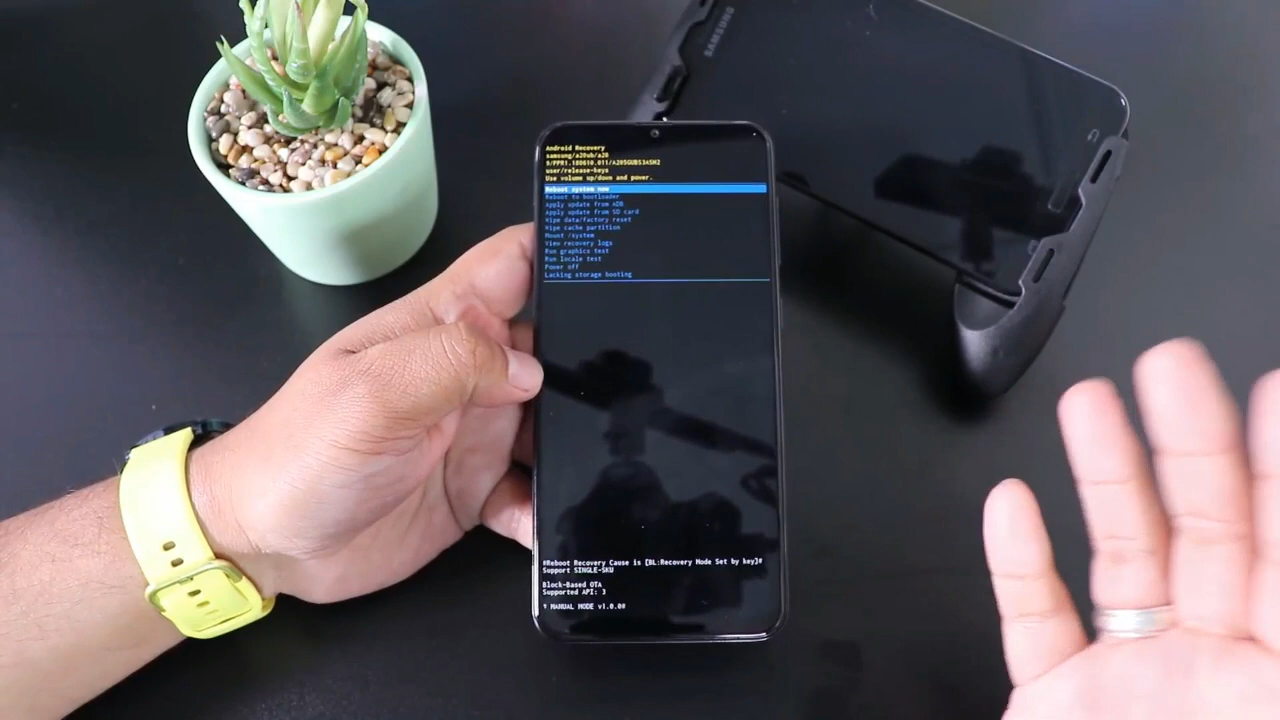 SAMSUNG
Android Recovery
samsung/a20ub/a20
9/PPR1.180610.011/A205GUBS3ASH2
user/release-keys
Use volume up/down and power.
Reboot system now
Reboot to bootloader
Apply update from ADB
Apply update from SD card
Wipe data/factory reset
Wipe cache partition
Mount /system
View recovery logs
Run graphics test
Run locale test
Power off
Lacking storage booting
#Reboot Recovery Cause is [BL:Recovery Mode Set by key]#
Support SINGLE-SKU
Block-Based OTA
Supported API: 3
MANUAL MODE v1.0.0#